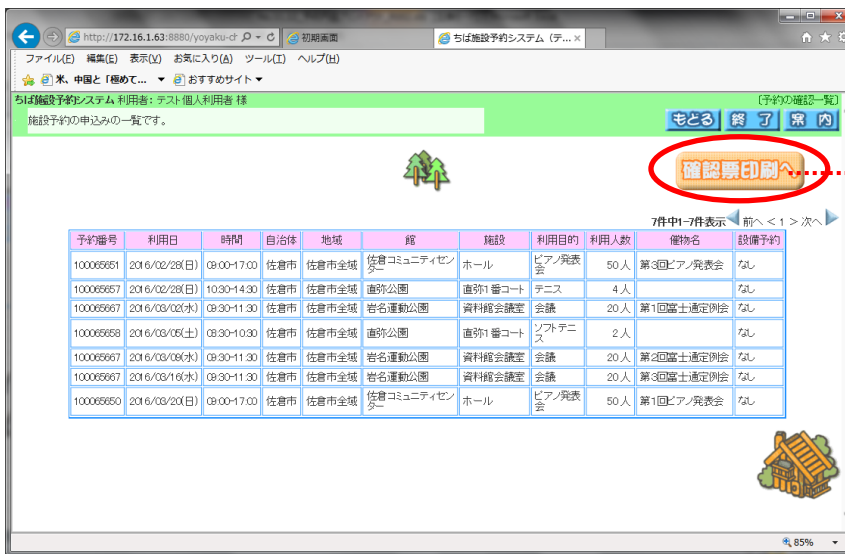 http://172.16.1.63:8880/yoyaku-ch
初期画面
ちば施設予約システム(テ...
ファイル(F) 編集(E) 表示(V) お気に入り(A) ツール(T) ヘルプ(H)
米、中国と「極めて... おすすめサイト
ちば施設予約システム 利用者:テスト個人利用者 様 〔予約の確認一覧〕
施設予約の申込みの一覧です。
もどる 終 了 案 内
確認票印刷へ
7件中1-7件表示 前へ < 1 > 次へ
予約番号 利用日 時間 自治体 地域 館 施設 利用目的 利用人数 催物名 設備予約
100065651 2016/02/28(日) 09:00-17:00 佐倉市 佐倉市全域 佐倉コミュニティセンター ホール ピアノ発表会 50人 第3回ピアノ発表会 なし
100065657 2016/02/28(日) 10:30-14:30 佐倉市 佐倉市全域 直弥公園 直弥1番コート テニス 4人 なし
100065667 2016/03/02(水) 09:30-11:30 佐倉市 佐倉市全域 岩名運動公園 資料館会議室 会議 20人 第1回富士通定例会 なし
100065658 2016/03/05(土) 08:30-10:30 佐倉市 佐倉市全域 直弥公園 直弥1番コート ソフトテニス 2人 なし
100065667 2016/03/09(水) 09:30-11:30 佐倉市 佐倉市全域 岩名運動公園 資料館会議室 会議 20人 第2回富士通定例会 なし
100065667 2016/03/16(水) 09:30-11:30 佐倉市 佐倉市全域 岩名運動公園 資料館会議室 会議 20人 第3回富士通定例会 なし
100065650 2016/03/20(日) 09:00-17:00 佐倉市 佐倉市全域 佐倉コミュニティセンター ホール ピアノ発表会 50人 第1回ピアノ発表会 なし
85%